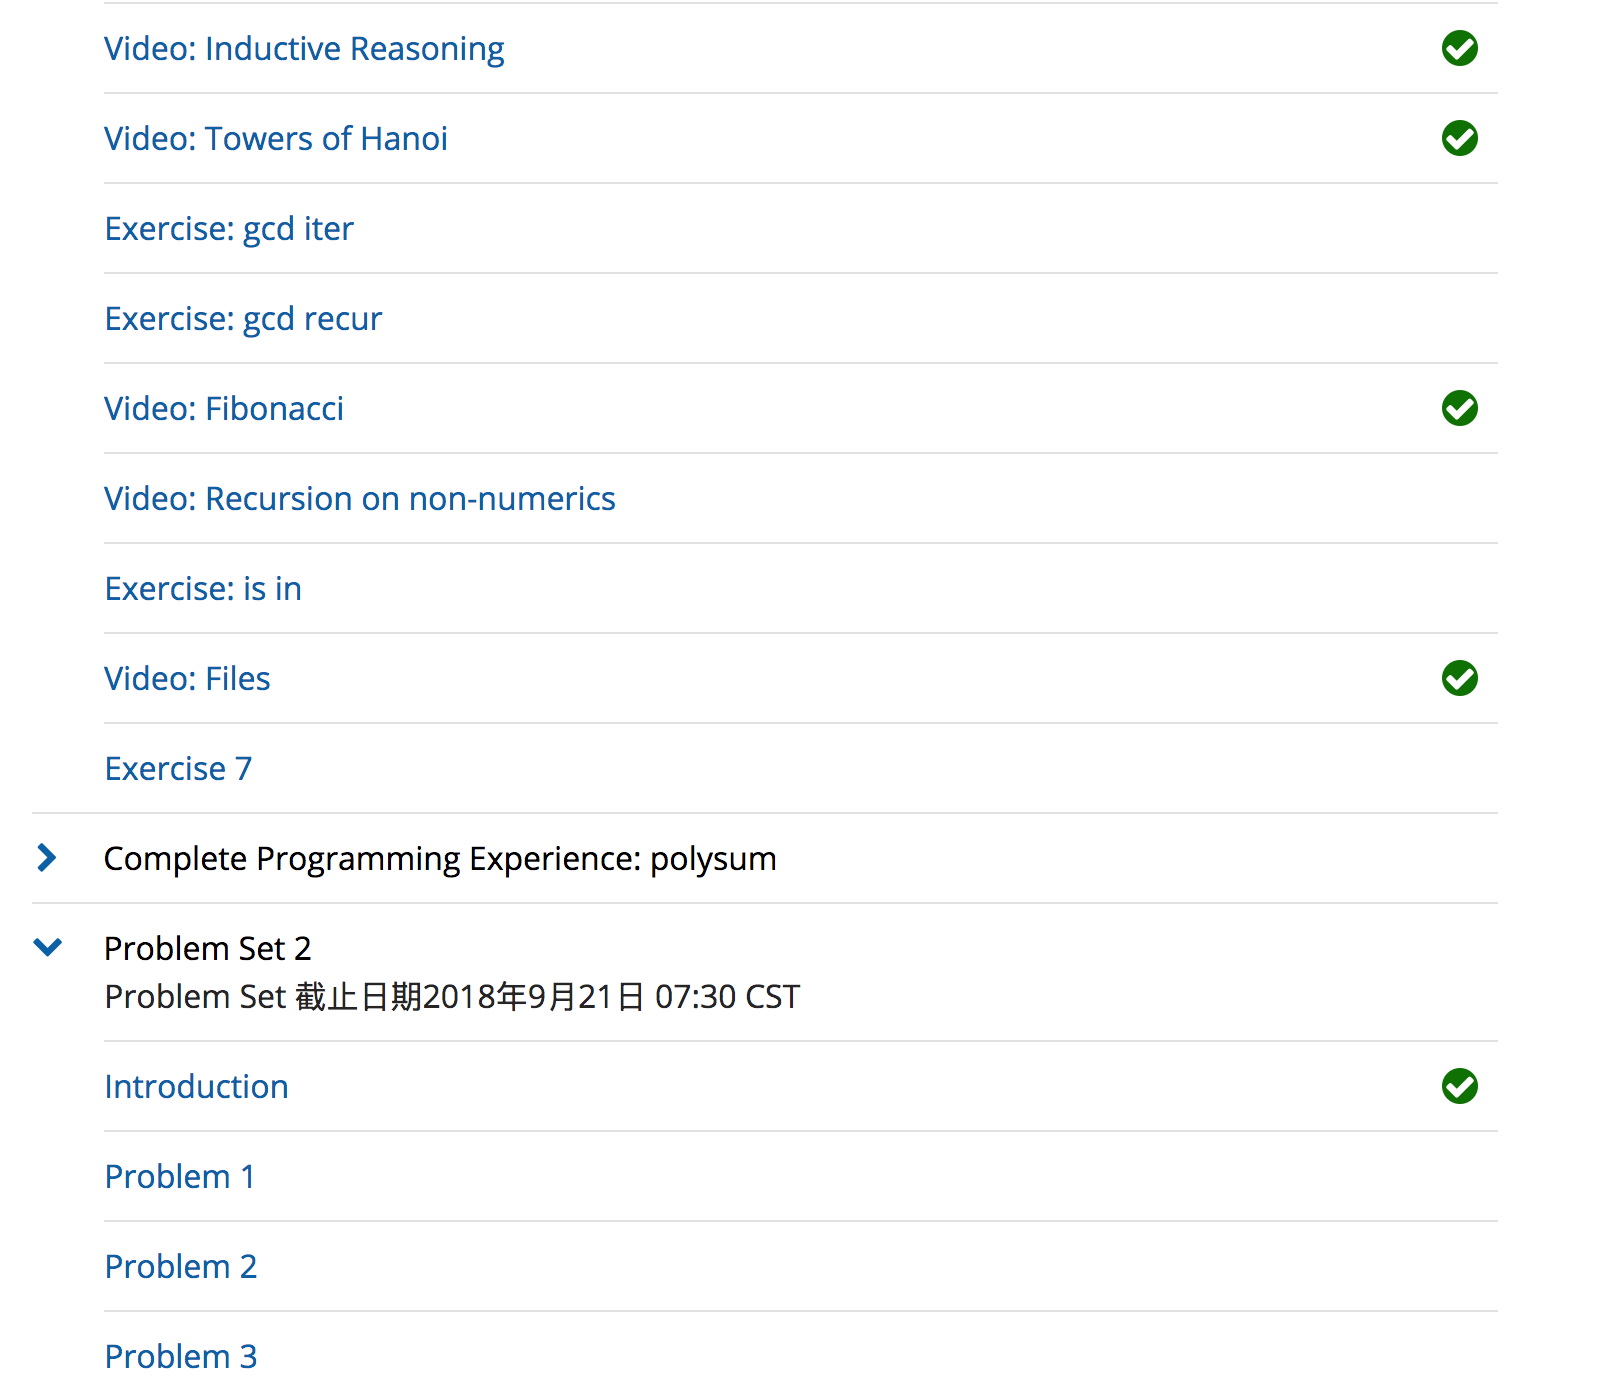 Video: Inductive Reasoning
Video: Towers of Hanoi
Exercise: gcd iter
Exercise: gcd recur
Video: Fibonacci
Video: Recursion on non-numerics
Exercise: is in
Video: Files
Exercise 7
Complete Programming Experience: polysum
Problem Set 2
Problem Set 截止日期2018年9月21日 07:30 CST
Introduction
Problem 1
Problem 2
Problem 3